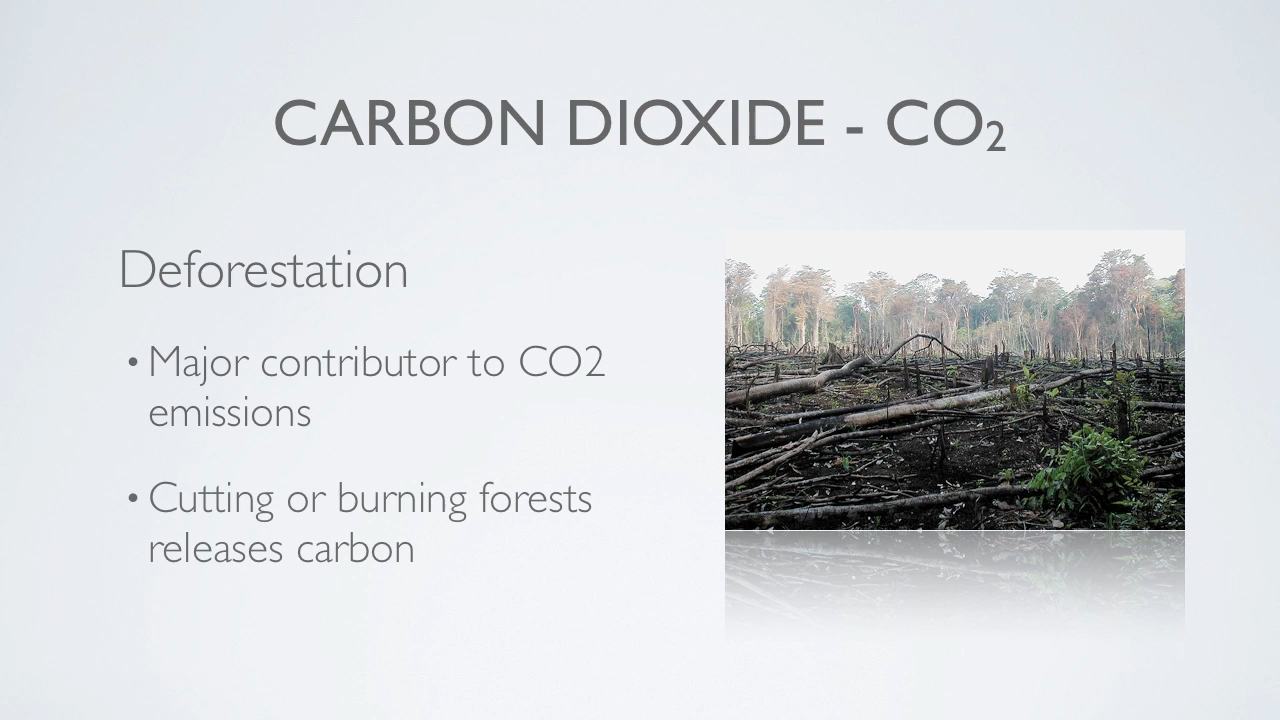 CARBON DIOXIDE - CO₂
Deforestation
• Major contributor to CO2
emissions
• Cutting or burning forests
releases carbon